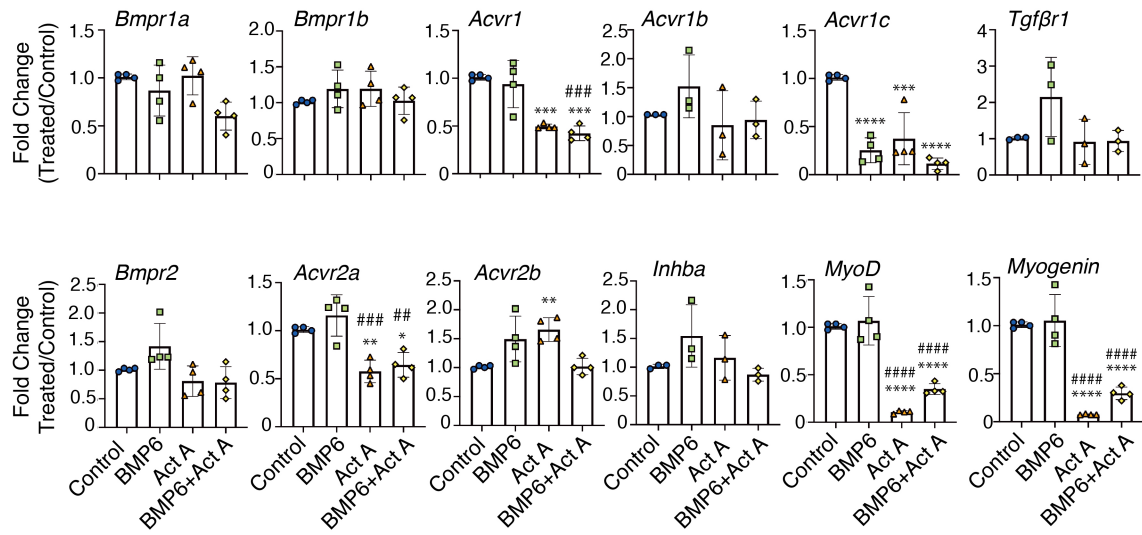 Bmpr1a Bmpr1b Acvr1 Acvr1b Acvr1c Tgfβr1
Fold Change
(Treated/Control)
1.5 1.0 0.5 0
2.0 1.5 1.0 0.5 0
1.5 1.0 0.5 0 *** ### ***
2.5 2.0 1.5 1.0 0.5 0
1.5 1.0 0.5 0 **** *** ****
4 3 2 1 0
Bmpr2 Acvr2a Acvr2b Inhba MyoD Myogenin
Fold Change
(Treated/Control)
2.5 2.0 1.5 1.0 0.5 0
1.5 1.0 0.5 0 ### ** ## *
2.5 2.0 1.5 1.0 0.5 0 **
2.5 2.0 1.5 1.0 0.5 0
1.5 1.0 0.5 0 #### **** #### ****
1.5 1.0 0.5 0 #### **** #### ****
Control BMP6 Act A BMP6+Act A
Control BMP6 Act A BMP6+Act A
Control BMP6 Act A BMP6+Act A
Control BMP6 Act A BMP6+Act A
Control BMP6 Act A BMP6+Act A
Control BMP6 Act A BMP6+Act A